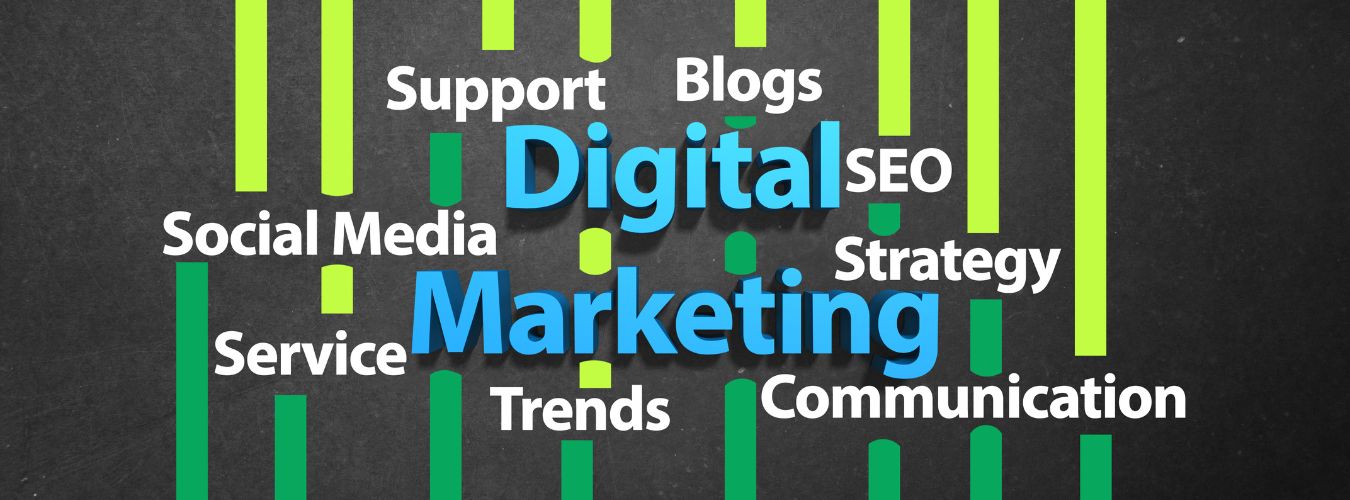 Support
Blogs
Digital
SEO
Social Media
Strategy
Marketing
Service
Trends
Communication